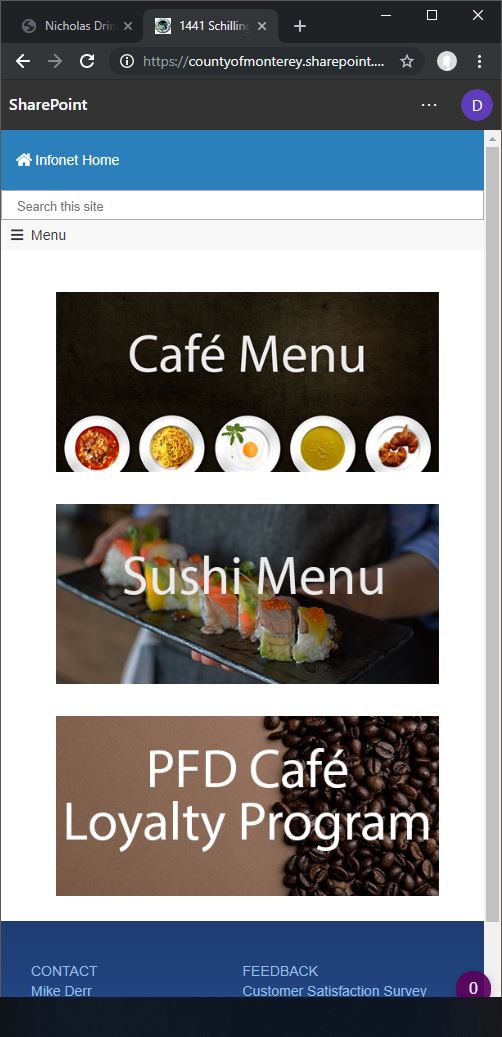 Nicholas Drin
1441 Schilling
https://countyofmonterey.sharepoint....
SharePoint
D
Infonet Home
Search this site
Menu
Café Menu
Sushi Menu
PFD Café
Loyalty Program
CONTACT
FEEDBACK
Mike Derr
Customer Satisfaction Survey
0